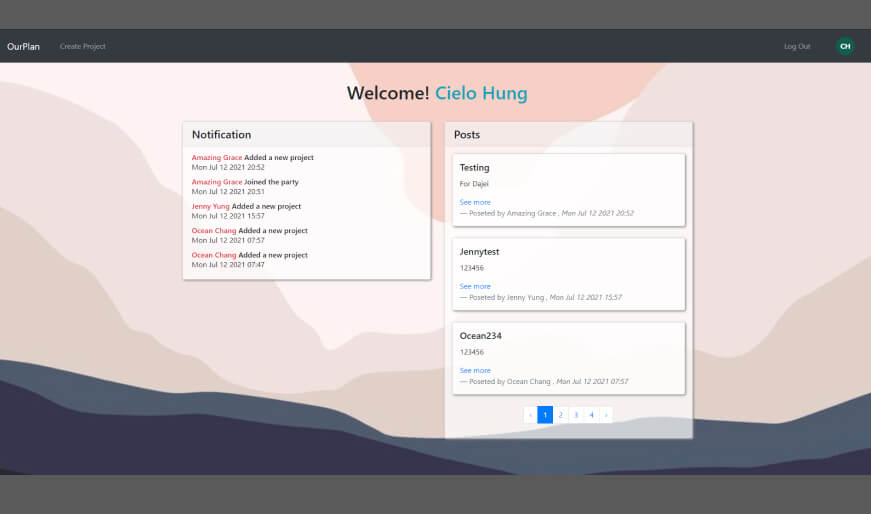 OurPlan Create Project Log Out CH
Welcome! Cielo Hung
Notification
Amazing Grace Added a new project
Mon Jul 12 2021 20:52
Amazing Grace Joined the party
Mon Jul 12 2021 20:51
Jenny Yung Added a new project
Mon Jul 12 2021 15:57
Ocean Chang Added a new project
Mon Jul 12 2021 07:57
Ocean Chang Added a new project
Mon Jul 12 2021 07:47
Posts
Testing
For Dajei
See more
— Poseted by Amazing Grace , Mon Jul 12 2021 20:52
Jennytest
123456
See more
— Poseted by Jenny Yung , Mon Jul 12 2021 15:57
Ocean234
123456
See more
— Poseted by Ocean Chang , Mon Jul 12 2021 07:57
‹ 1 2 3 4 ›